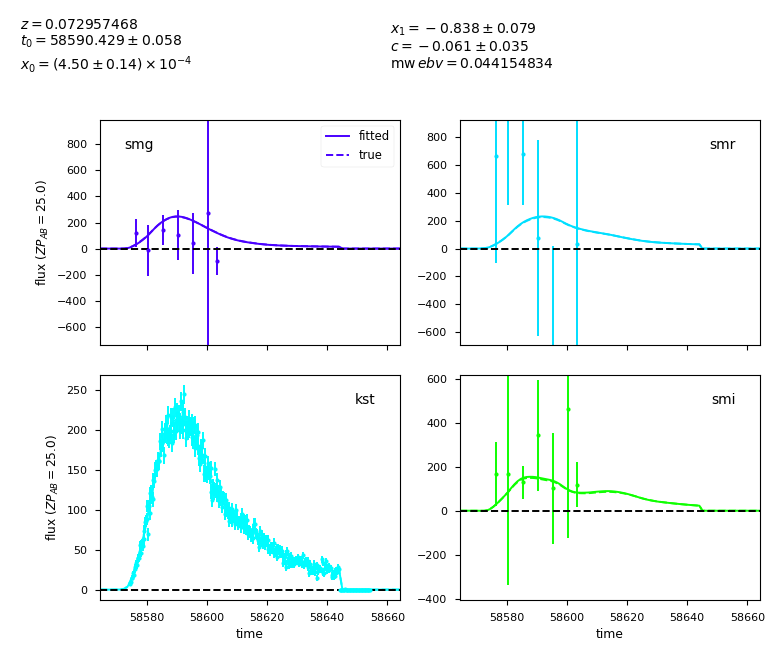 z = 0.072957468
t₀ = 58590.429 ± 0.058
x₀ = (4.50 ± 0.14) × 10⁻⁴
x₁ = −0.838 ± 0.079
c = −0.061 ± 0.035
mw ebv = 0.044154834
smg
fitted
true
800
600
400
200
0
−200
−400
−600
flux (ZP_AB = 25.0)
smr
800
600
400
200
0
−200
−400
−600
kst
250
200
150
100
50
0
flux (ZP_AB = 25.0)
58580 58600 58620 58640 58660
time
smi
600
400
200
0
−200
−400
58580 58600 58620 58640 58660
time